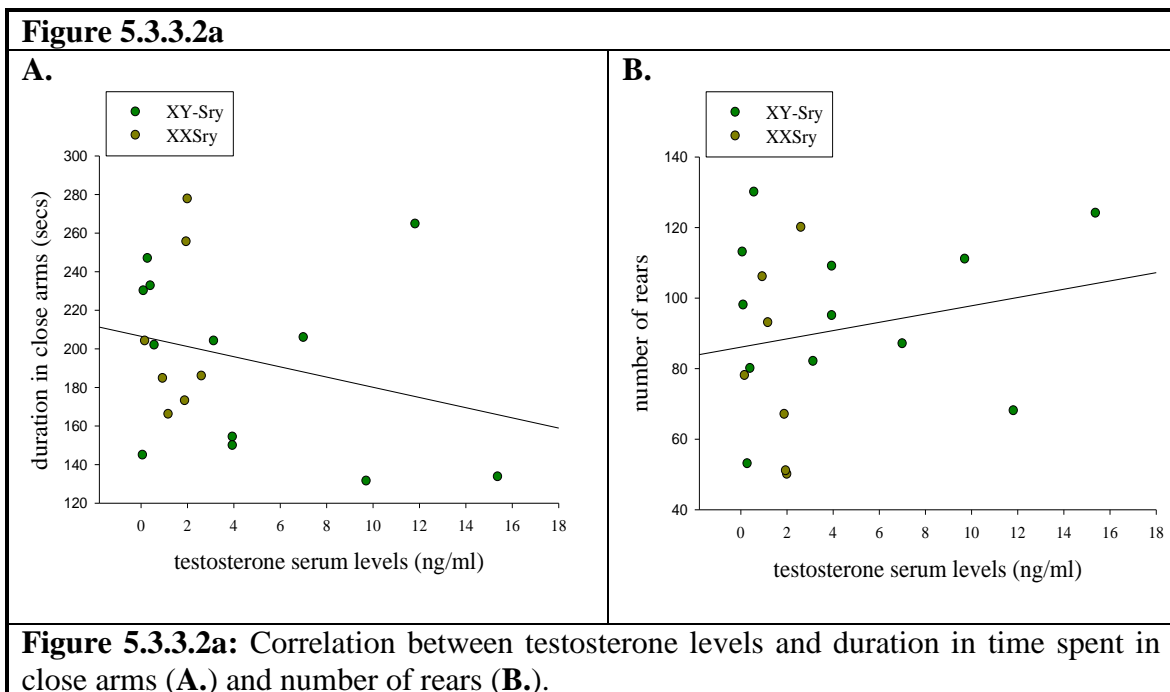 Figure 5.3.3.2a
A.
XY-Sry
XXSry
300
280
260
240
220
200
180
160
140
120
duration in close arms (secs)
0 2 4 6 8 10 12 14 16 18
testosterone serum levels (ng/ml)
B.
XY-Sry
XXSry
140
120
100
80
60
40
number of rears
0 2 4 6 8 10 12 14 16 18
testosterone serum levels (ng/ml)
Figure 5.3.3.2a: Correlation between testosterone levels and duration in time spent in
close arms (A.) and number of rears (B.).